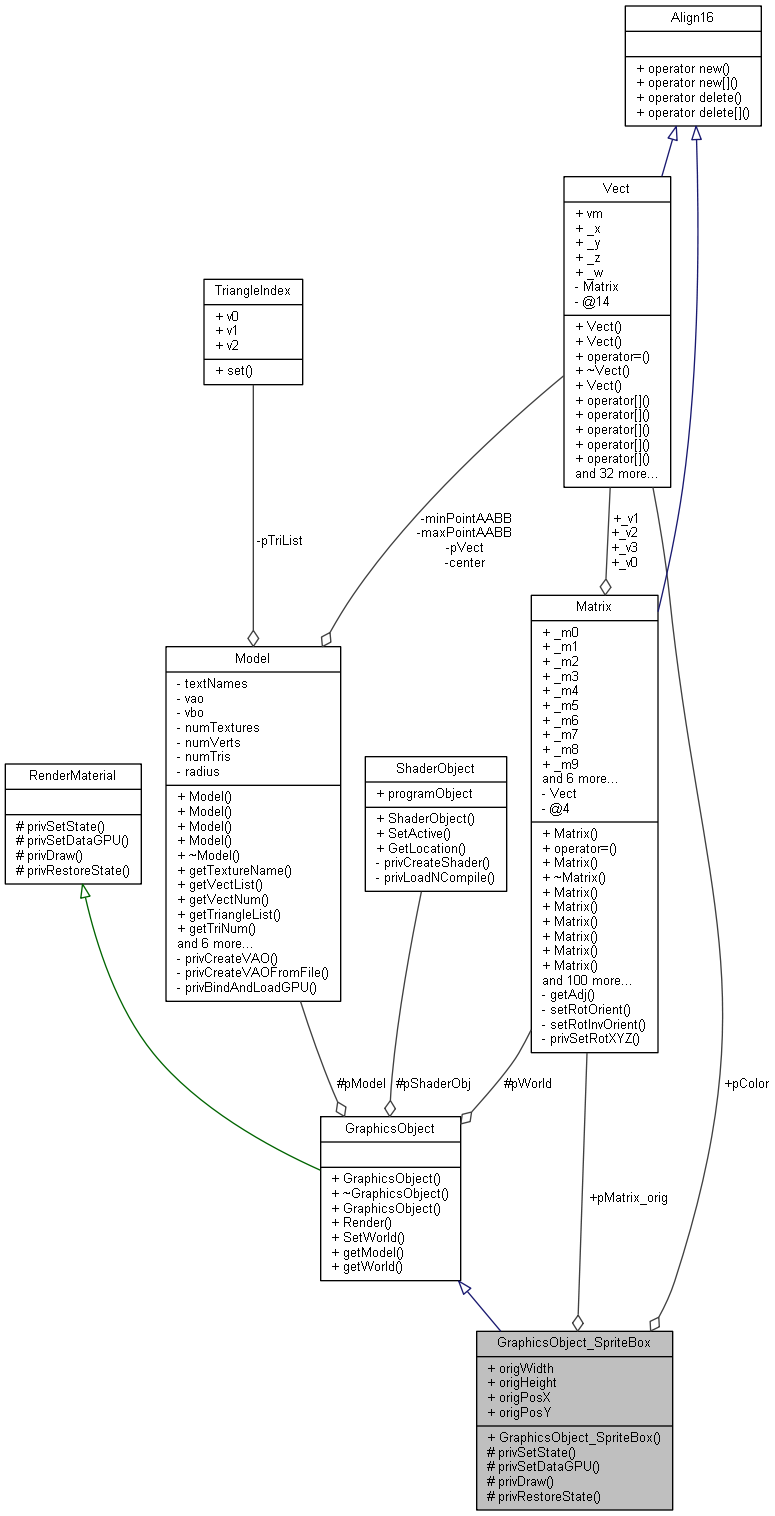 Align16
+ operator new()
+ operator new[]()
+ operator delete()
+ operator delete[]()
Vect
+ vm
+ _x
+ _y
+ _z
+ _w
- Matrix
- @14
+ Vect()
+ Vect()
+ operator=()
+ ~Vect()
+ Vect()
+ operator[]()
+ operator[]()
+ operator[]()
+ operator[]()
+ operator[]()
and 32 more...
TriangleIndex
+ v0
+ v1
+ v2
+ set()
-pTriList
-minPointAABB
-maxPointAABB
-pVect
-center
+_v1
+_v2
+_v3
+_v0
Matrix
+ _m0
+ _m1
+ _m2
+ _m3
+ _m4
+ _m5
+ _m6
+ _m7
+ _m8
+ _m9
and 6 more...
- Vect
- @4
+ Matrix()
+ operator=()
+ Matrix()
+ ~Matrix()
+ Matrix()
+ Matrix()
+ Matrix()
+ Matrix()
+ Matrix()
+ Matrix()
and 100 more...
- getAdj()
- setRotOrient()
- setRotInvOrient()
- privSetRotXYZ()
Model
- textNames
- vao
- vbo
- numTextures
- numVerts
- numTris
- radius
+ Model()
+ Model()
+ Model()
+ Model()
+ ~Model()
+ getTextureName()
+ getVectList()
+ getVectNum()
+ getTriangleList()
+ getTriNum()
and 6 more...
- privCreateVAO()
- privCreateVAOFromFile()
- privBindAndLoadGPU()
RenderMaterial
# privSetState()
# privSetDataGPU()
# privDraw()
# privRestoreState()
ShaderObject
+ programObject
+ ShaderObject()
+ SetActive()
+ GetLocation()
- privCreateShader()
- privLoadNCompile()
#pModel
#pShaderObj
#pWorld
+pColor
GraphicsObject
+ GraphicsObject()
+ ~GraphicsObject()
+ GraphicsObject()
+ Render()
+ SetWorld()
+ getModel()
+ getWorld()
+pMatrix_orig
GraphicsObject_SpriteBox
+ origWidth
+ origHeight
+ origPosX
+ origPosY
+ GraphicsObject_SpriteBox()
# privSetState()
# privSetDataGPU()
# privDraw()
# privRestoreState()